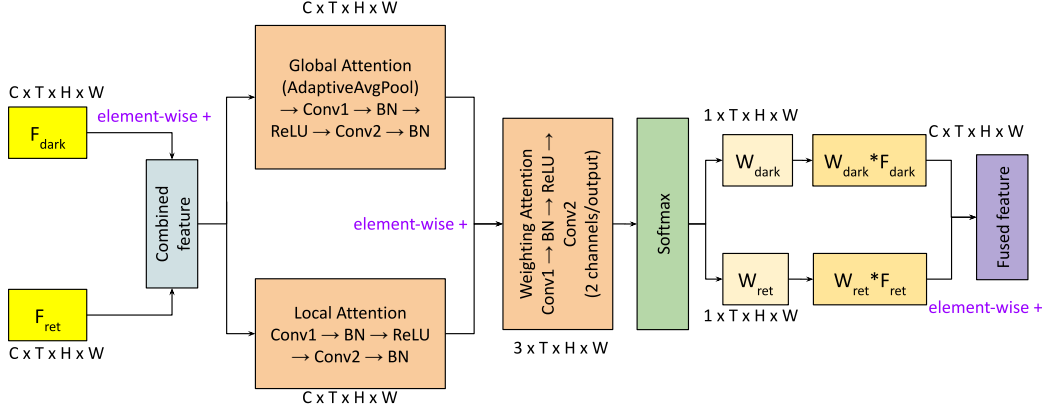 C x T x H x W
F_dark
element-wise +
F_ret
C x T x H x W
Combined
feature
C x T x H x W
Global Attention
(AdaptiveAvgPool)
→ Conv1 → BN →
ReLU → Conv2 → BN
element-wise +
Local Attention
Conv1 → BN → ReLU
→ Conv2 → BN
C x T x H x W
Weighting Attention
Conv1 → BN → ReLU →
Conv2
(2 channels/output)
3 x T x H x W
Softmax
1 x T x H x W
W_dark
W_dark*F_dark
W_ret
W_ret*F_ret
1 x T x H x W
C x T x H x W
Fused feature
element-wise +